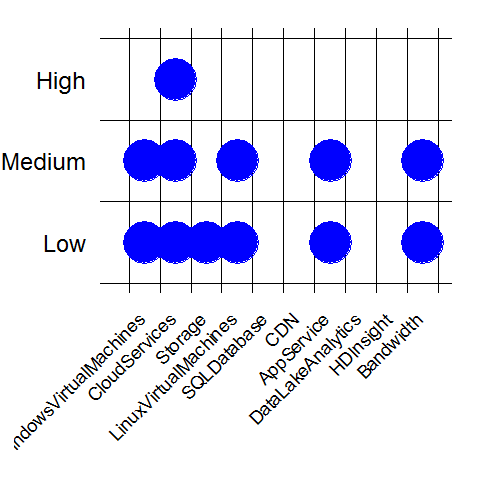 High
Medium
Low
ndowsVirtualMachines
CloudServices
Storage
LinuxVirtualMachines
SQLDatabase
CDN
AppService
DataLakeAnalytics
HDInsight
Bandwidth